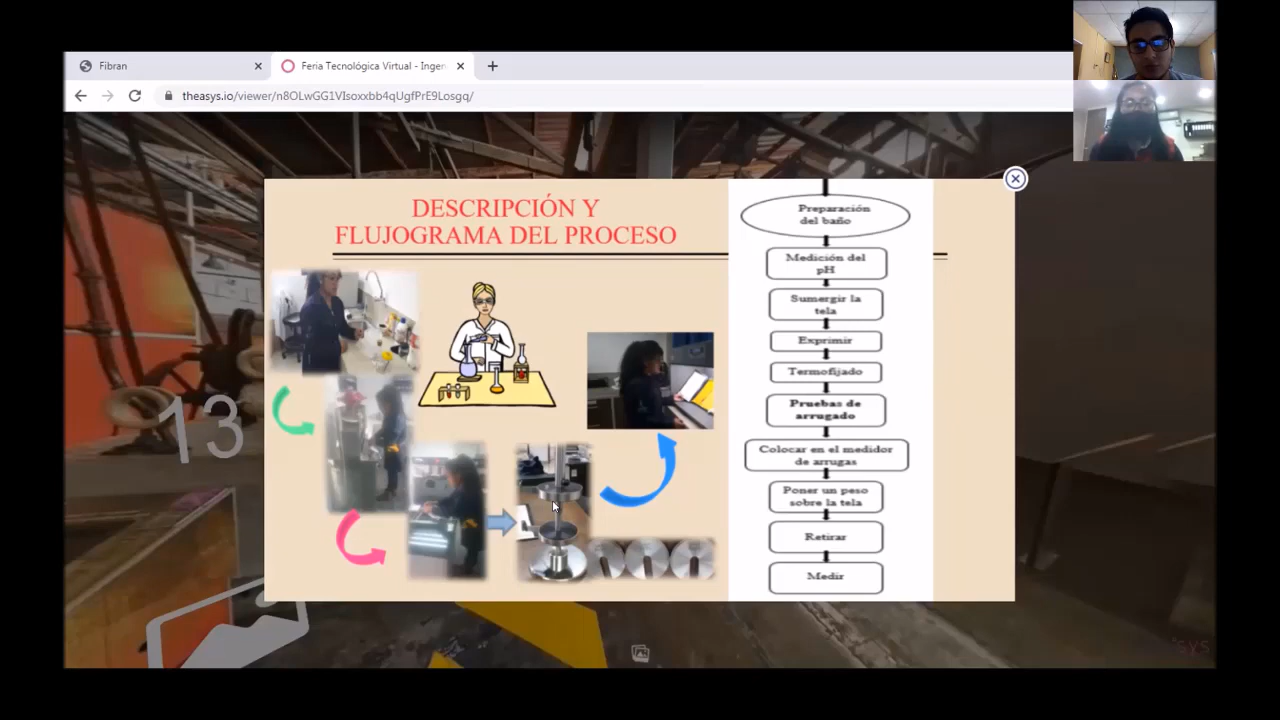 Fibran
Feria Tecnológica Virtual - Ingen
theasys.io/viewer/n8OLwGG1VIsoxxbb4qUgfPrE9Losgq/
DESCRIPCIÓN Y
FLUJOGRAMA DEL PROCESO
Preparación
del baño
Medición del
pH
Sumergir la
tela
Exprimir
Termofijado
Pruebas de
arrugado
Colocar en el medidor
de arrugas
Poner un peso
sobre la tela
Retirar
Medir
13